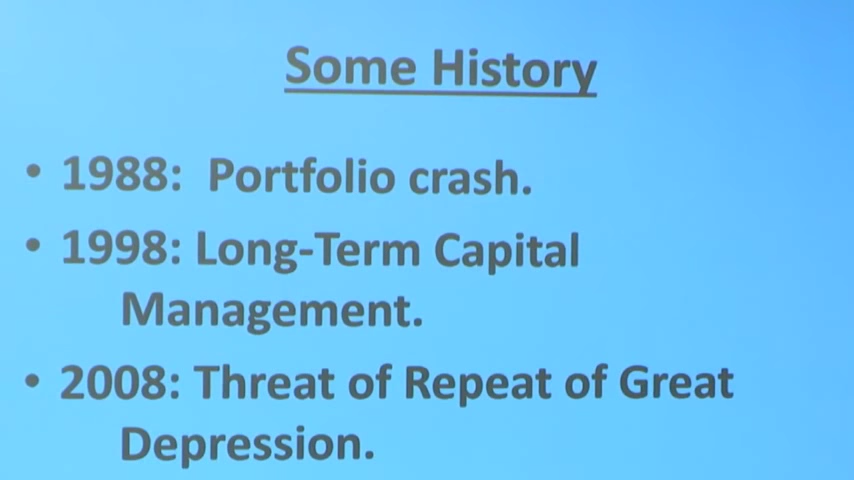 Some History
• 1988: Portfolio crash.
• 1998: Long-Term Capital
Management.
• 2008: Threat of Repeat of Great
Depression.